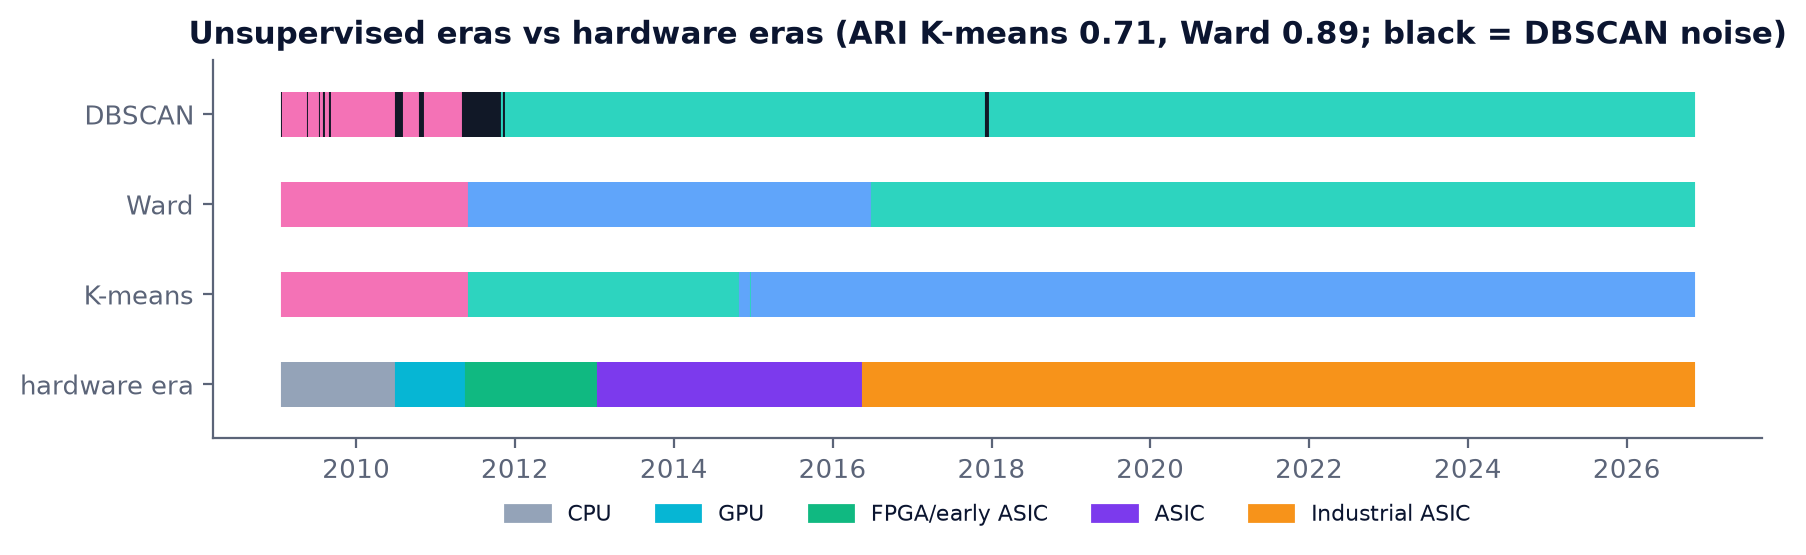 Unsupervised eras vs hardware eras (ARI K-means 0.71, Ward 0.89; black = DBSCAN noise)
DBSCAN
Ward
K-means
hardware era
2010 2012 2014 2016 2018 2020 2022 2024 2026
CPU GPU FPGA/early ASIC ASIC Industrial ASIC